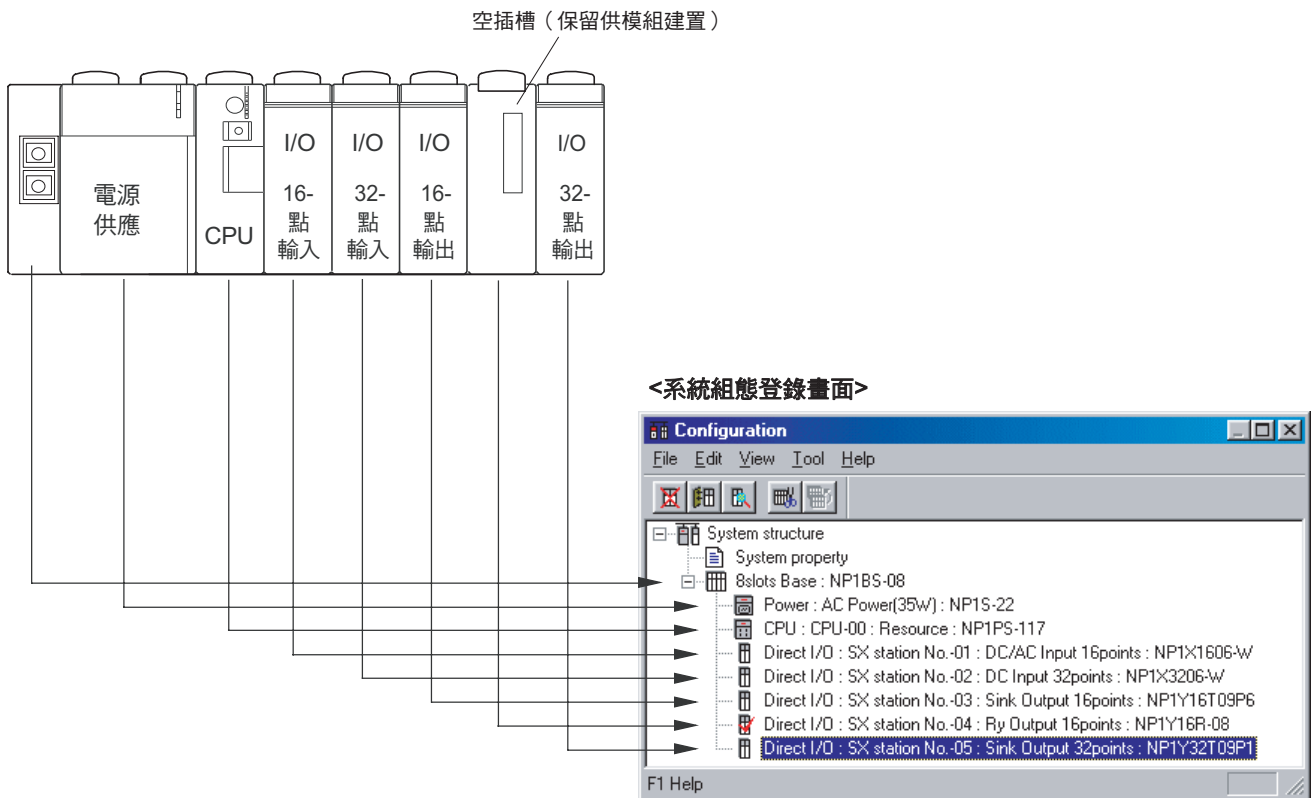 空插槽（保留供模組建置）
電源
供應
CPU
I/O
16-
點
輸入
I/O
32-
點
輸入
I/O
16-
點
輸出
I/O
32-
點
輸出
<系統組態登錄畫面>
Configuration
File Edit View Tool Help
System structure
System property
8slots Base : NP1BS-08
Power : AC Power(35W) : NP1S-22
CPU : CPU-00 : Resource : NP1PS-117
Direct I/O : SX station No.-01 : DC/AC Input 16points : NP1X1606-W
Direct I/O : SX station No.-02 : DC Input 32points : NP1X3206-W
Direct I/O : SX station No.-03 : Sink Output 16points : NP1Y16T09P6
Direct I/O : SX station No.-04 : Ry Output 16points : NP1Y16R-08
Direct I/O : SX station No.-05 : Sink Output 32points : NP1Y32T09P1
F1 Help